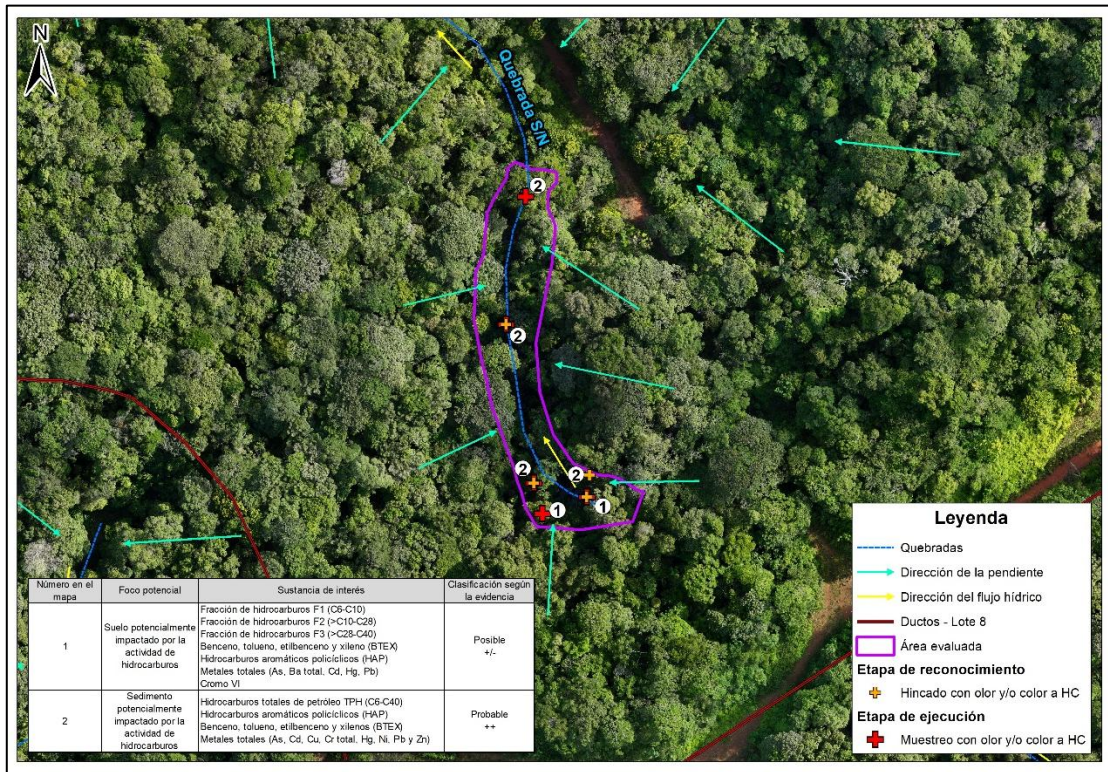 N
Quebrada S/N
2
2
2
2
1
1
Leyenda
Quebradas
Dirección de la pendiente
Dirección del flujo hídrico
Ductos - Lote 8
Área evaluada
Etapa de reconocimiento
Hincado con olor y/o color a HC
Etapa de ejecución
Muestreo con olor y/o color a HC
Número en el mapa
Foco potencial
Sustancia de interés
Clasificación según la evidencia
1
Suelo potencialmente
impactado por la
actividad de
hidrocarburos
Fracción de hidrocarburos F1 (C6-C10)
Fracción de hidrocarburos F2 (>C10-C28)
Fracción de hidrocarburos F3 (>C28-C40)
Benceno, tolueno, etilbenceno y xileno (BTEX)
Hidrocarburos aromáticos policíclicos (HAP)
Metales totales (As, Ba total, Cd, Hg, Pb)
Cromo VI
Posible
+/-
2
Sedimento
potencialmente
impactado por la
actividad de
hidrocarburos
Hidrocarburos totales de petróleo TPH (C6-C40)
Hidrocarburos aromáticos policíclicos (HAP)
Benceno, tolueno, etilbenceno y xilenos (BTEX)
Metales totales (As, Cd, Cu, Cr total, Hg, Ni, Pb y Zn)
Probable
++